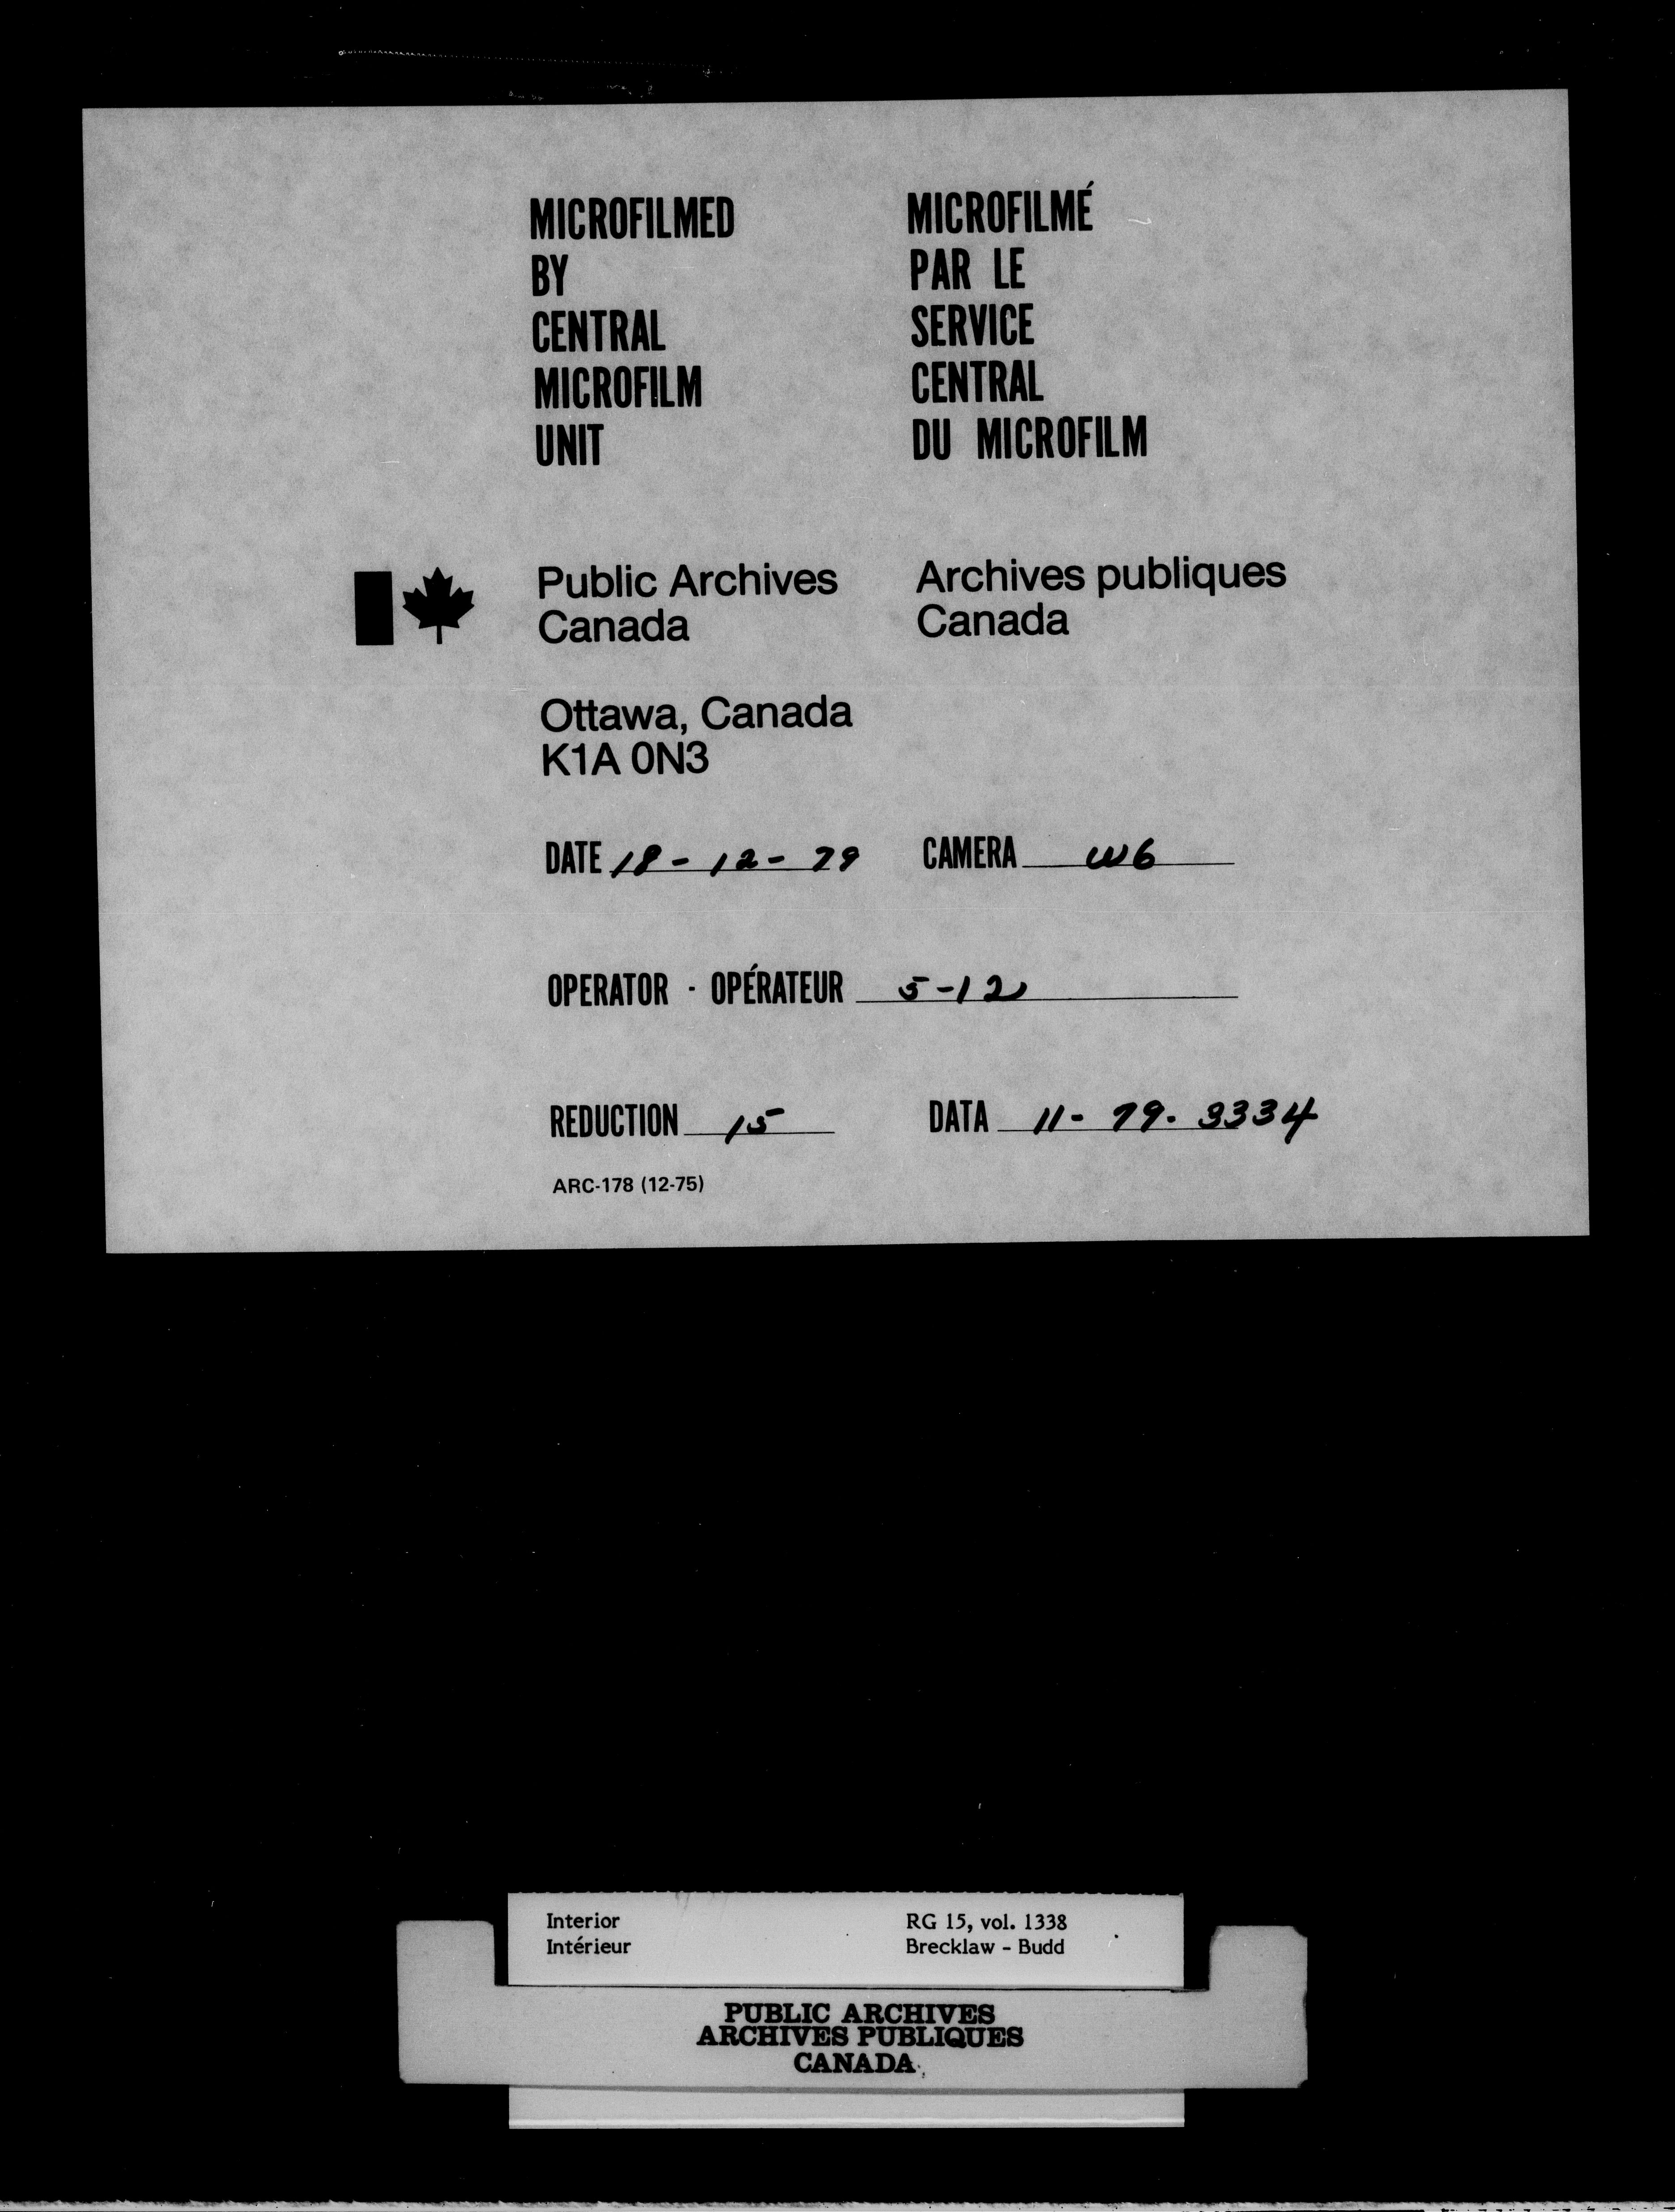 MICROFILMED
BY
CENTRAL
MICROFILM
UNIT
MICROFILMÉ
PAR LE
SERVICE
CENTRAL
DU MICROFILM
Public Archives
Canada
Archives publiques
Canada
Ottawa, Canada
K1A 0N3
DATE 18-12-79 CAMERA W6
OPERATOR - OPÉRATEUR 5-12
REDUCTION 15 DATA 11-79-3334
ARC-178 (12-75)
Interior RG 15, vol. 1338
Intérieur Brecklaw - Budd
PUBLIC ARCHIVES
ARCHIVES PUBLIQUES
CANADA